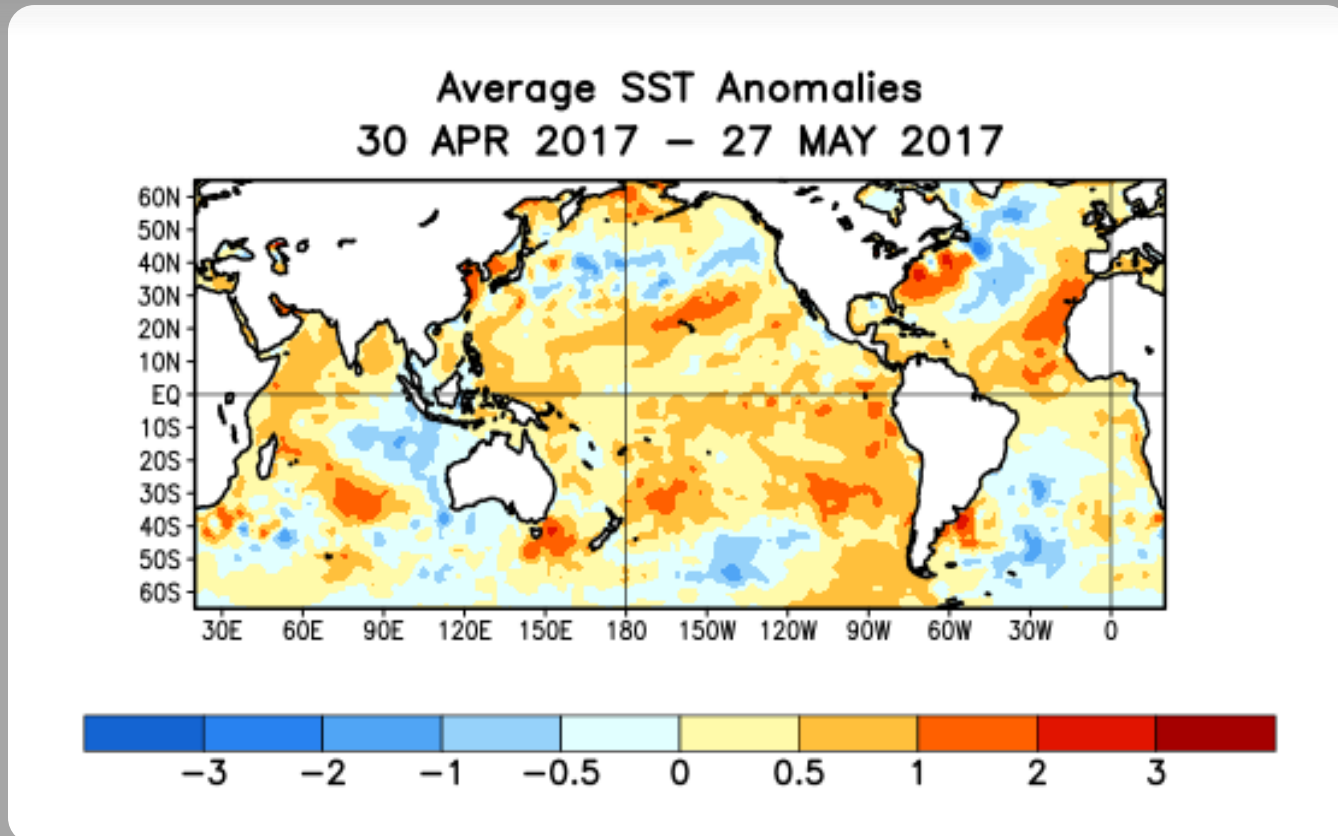 Average SST Anomalies
30 APR 2017 – 27 MAY 2017
60N
50N
40N
30N
20N
10N
EQ
10S
20S
30S
40S
50S
60S
30E 60E 90E 120E 150E 180 150W 120W 90W 60W 30W 0
−3 −2 −1 −0.5 0 0.5 1 2 3